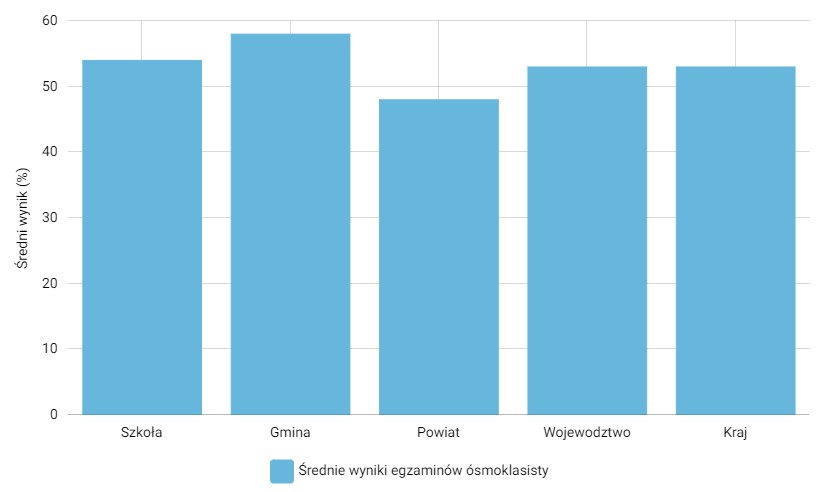 60
50
40
30
20
10
0
Średni wynik (%)
Szkoła Gmina Powiat Wojewodztwo Kraj
Średnie wyniki egzaminów ósmoklasisty